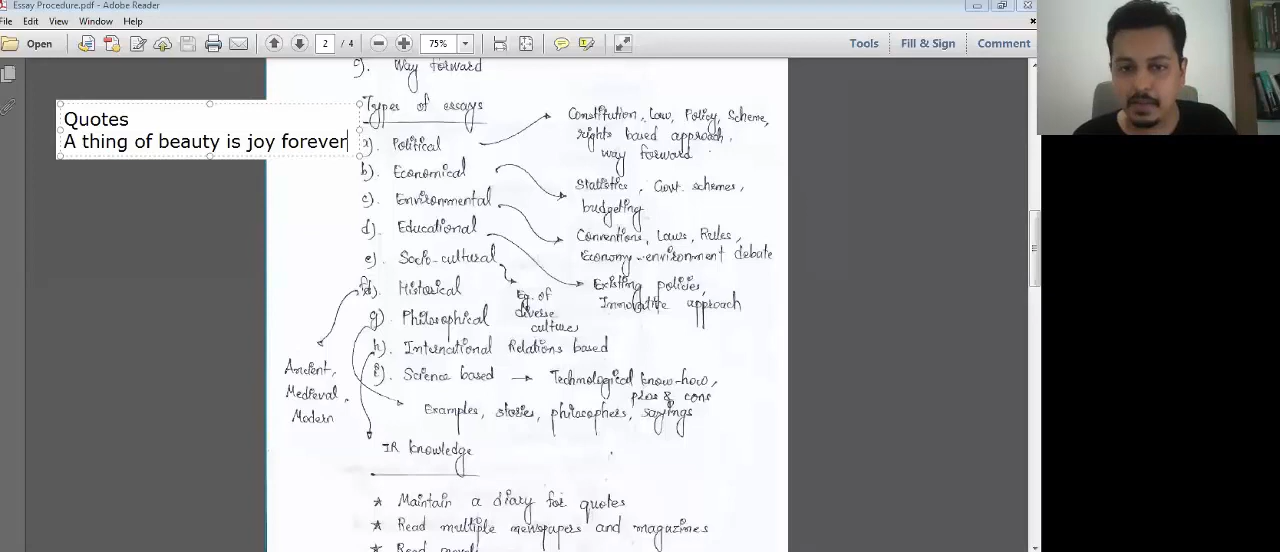 Essay Procedure.pdf - Adobe Reader
File Edit View Window Help
Open 2 / 4 75% Tools Fill & Sign Comment
Way forward
Quotes
A thing of beauty is joy forever
Types of essays
a). Political
Constitution, Law, Policy, Scheme,
rights based approach,
way forward
b). Economical
Statistics, Govt. schemes,
budgeting
c). Environmental
Conventions, Laws, Rules,
Economy-environment debate
d). Educational
Existing policies,
Innovative approach
e). Socio-cultural
Eg. of
diverse
cultures
Historical
Ancient,
Medieval,
Modern
g). Philosophical
Examples, stories, philosophers, sayings
h). International Relations based
IR knowledge
i). Science based → Technological know-how,
pros & cons
* Maintain a diary for quotes
* Read multiple newspapers and magazines
* Read